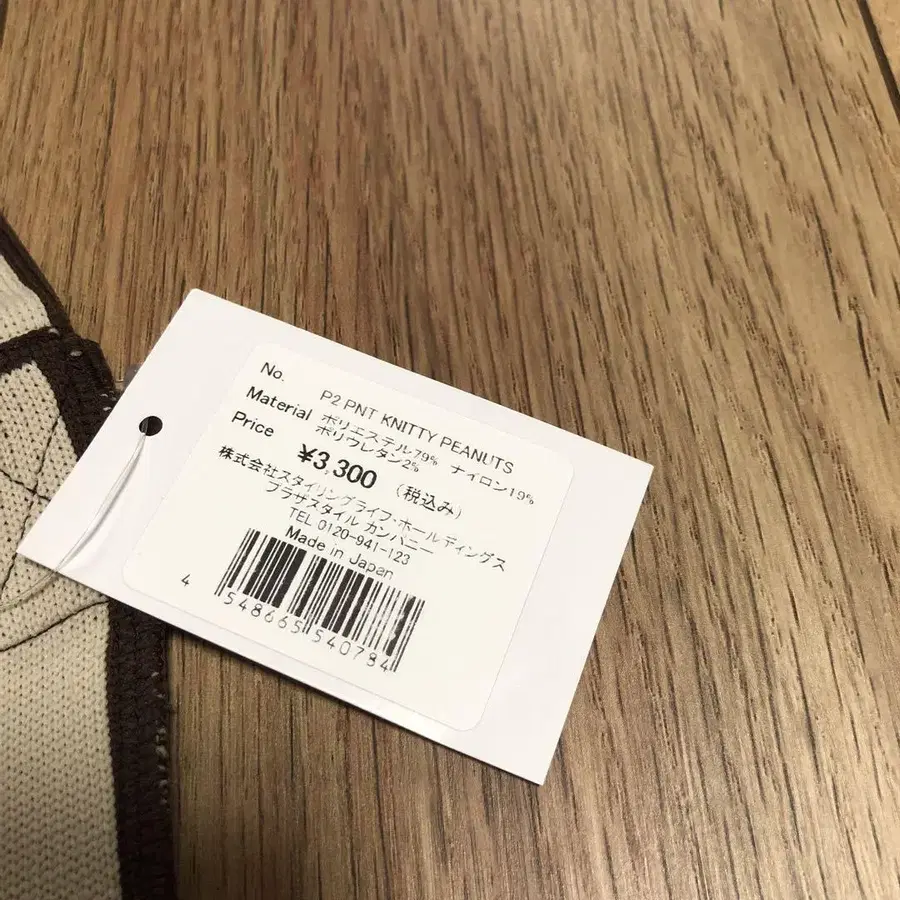 No. P2 PNT KNITTY PEANUTS
Material ポリエステル79% ナイロン19%
ポリウレタン2%
Price ¥3,300 (税込み)
株式会社スタイリングライフ・ホールディングス
プラザスタイル カンパニー
TEL 0120-941-123
Made in Japan
4 548665 540784